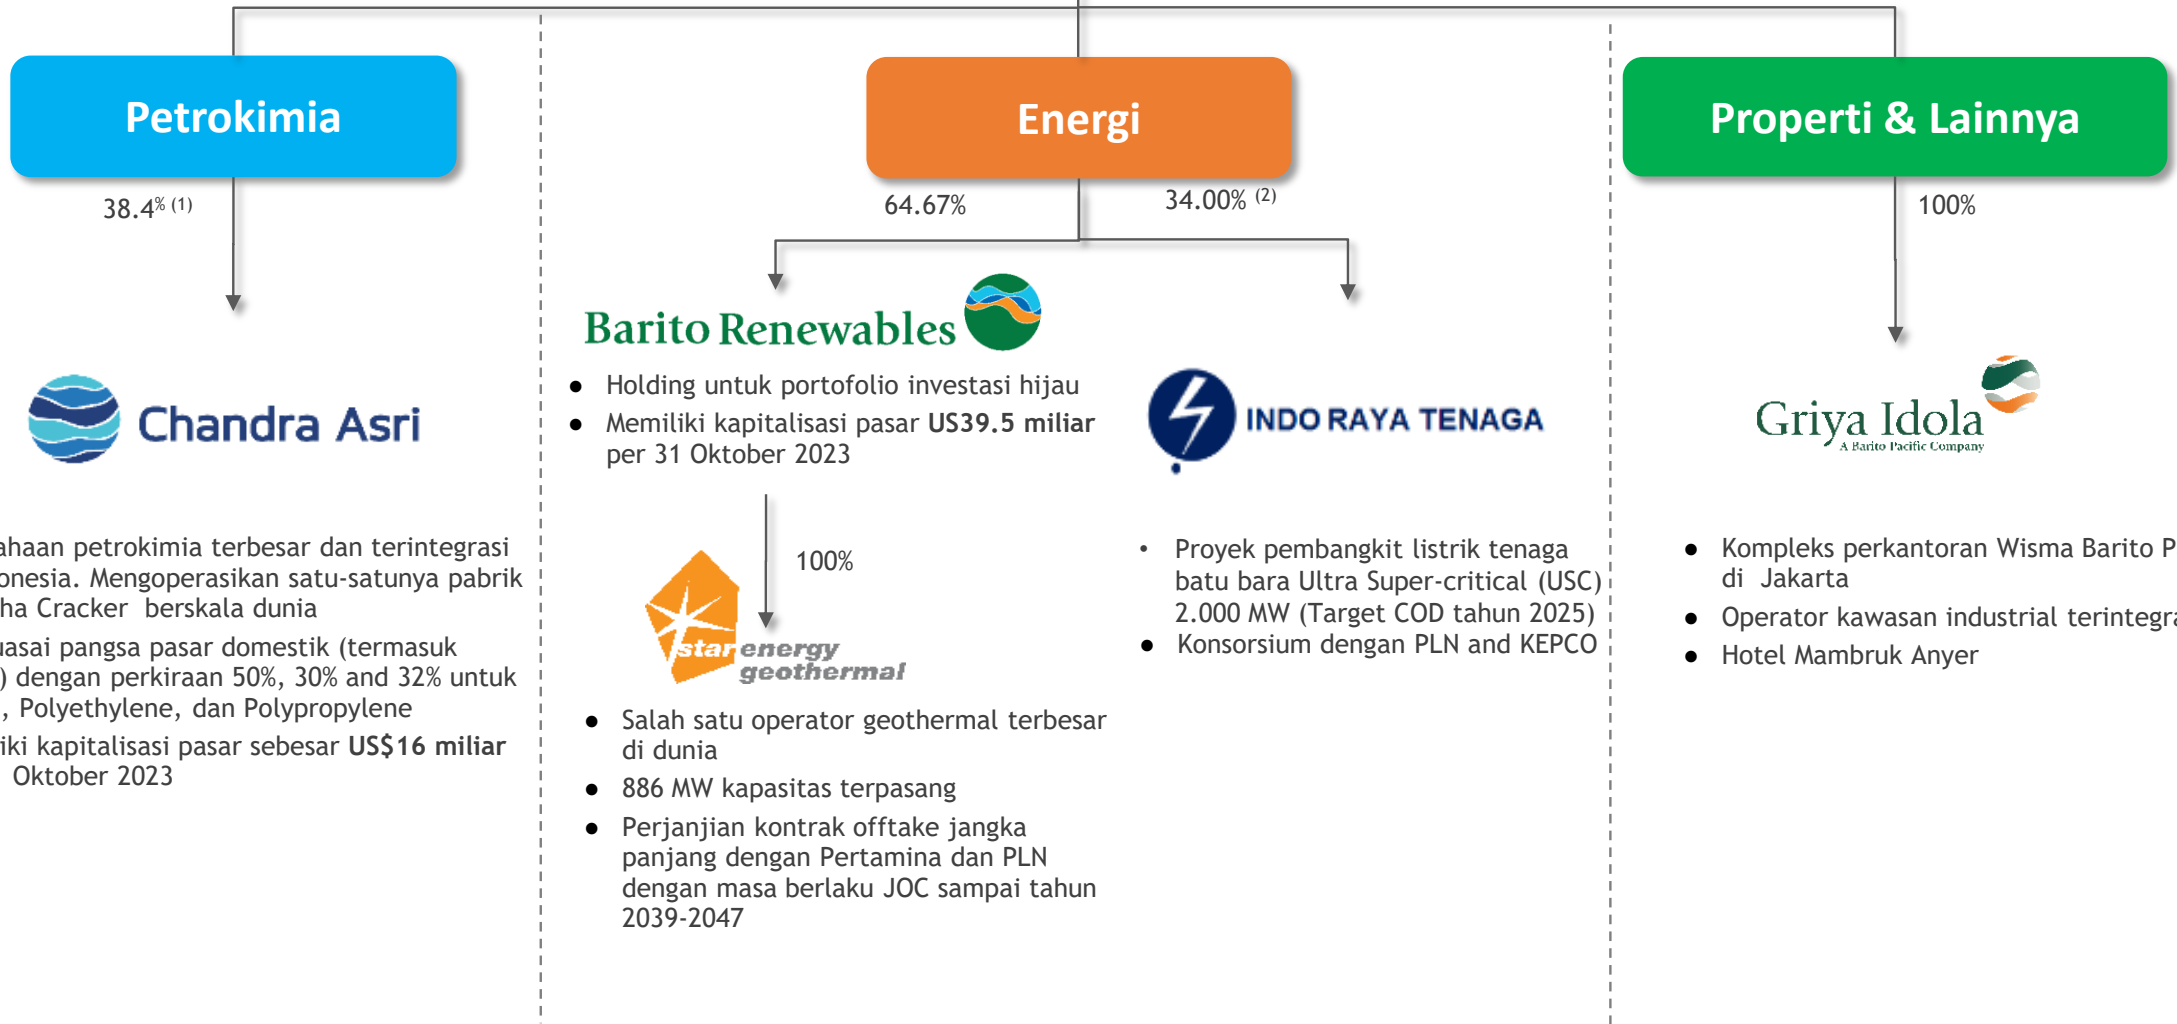 Petrokimia
38.4% (1)
Chandra Asri
petrokimia terbesar dan terintegrasi
Mengoperasikan satu-satunya pabrik
Cracker berskala dunia
pangsa pasar domestik (termasuk
) dengan perkiraan 50%, 30% and 32% untuk
, Polyethylene, dan Polypropylene
kapitalisasi pasar sebesar US$16 miliar
Oktober 2023
Energi
64.67%
34.00% (2)
Barito Renewables
● Holding untuk portofolio investasi hijau
● Memiliki kapitalisasi pasar US39.5 miliar
per 31 Oktober 2023
100%
star energy
geothermal
● Salah satu operator geothermal terbesar
di dunia
● 886 MW kapasitas terpasang
● Perjanjian kontrak offtake jangka
panjang dengan Pertamina dan PLN
dengan masa berlaku JOC sampai tahun
2039-2047
INDO RAYA TENAGA
• Proyek pembangkit listrik tenaga
batu bara Ultra Super-critical (USC)
2.000 MW (Target COD tahun 2025)
● Konsorsium dengan PLN and KEPCO
Properti & Lainnya
100%
Griya Idola
A Barito Pacific Company
● Kompleks perkantoran Wisma Barito
di Jakarta
● Operator kawasan industrial
● Hotel Mambruk Anyer